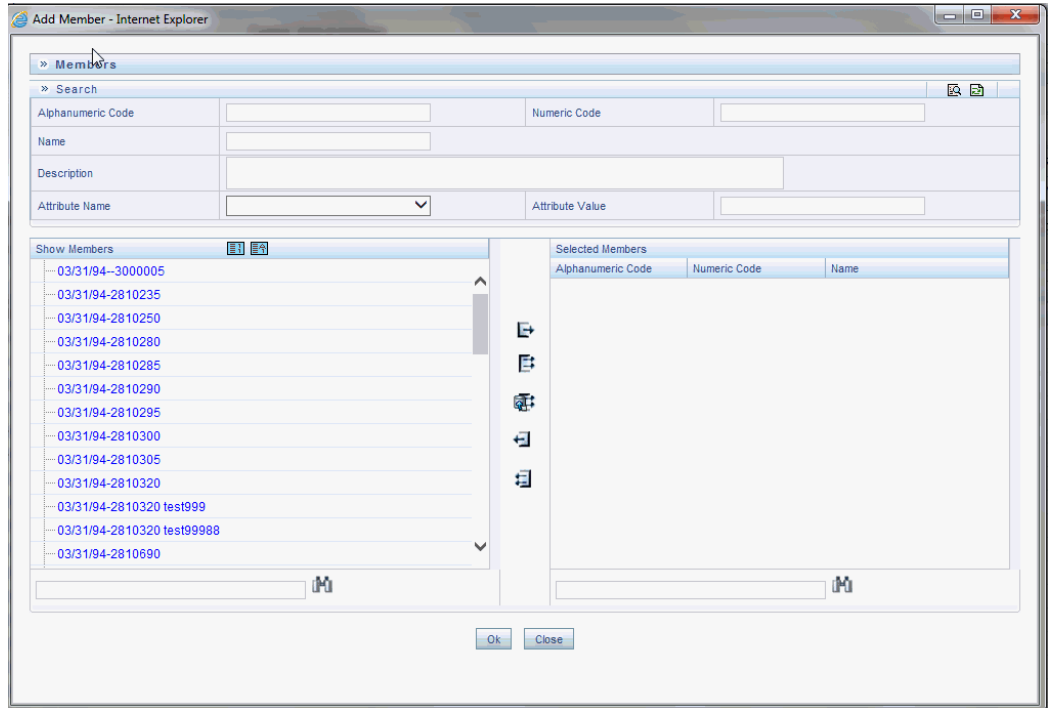 Add Member - Internet Explorer
» Members
» Search
Alphanumeric Code
Numeric Code
Name
Description
Attribute Name
Attribute Value
Show Members
03/31/94--3000005
03/31/94-2810235
03/31/94-2810250
03/31/94-2810280
03/31/94-2810285
03/31/94-2810290
03/31/94-2810295
03/31/94-2810300
03/31/94-2810305
03/31/94-2810320
03/31/94-2810320 test999
03/31/94-2810320 test99988
03/31/94-2810690
Selected Members
Alphanumeric Code Numeric Code Name
Ok Close